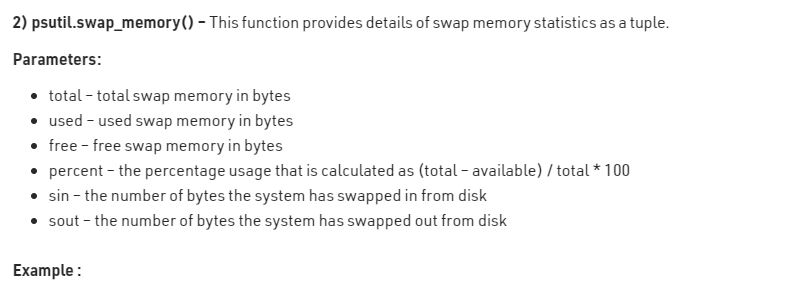 2) psutil.swap_memory() – This function provides details of swap memory statistics as a tuple.
Parameters:
• total – total swap memory in bytes
• used – used swap memory in bytes
• free – free swap memory in bytes
• percent – the percentage usage that is calculated as (total – available) / total * 100
• sin – the number of bytes the system has swapped in from disk
• sout – the number of bytes the system has swapped out from disk
Example :